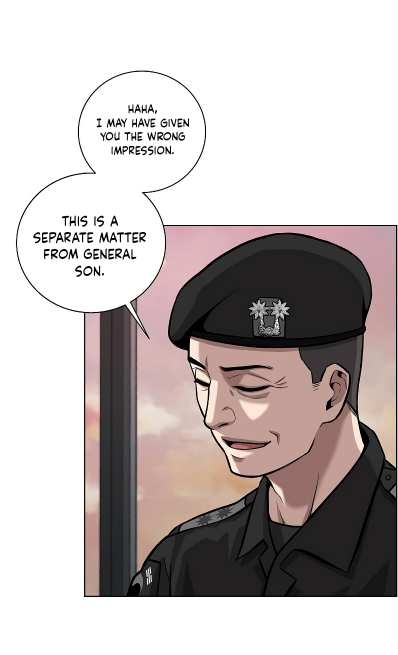 HAHA,
I MAY HAVE GIVEN
YOU THE WRONG
IMPRESSION.
THIS IS A
SEPARATE MATTER
FROM GENERAL
SON.